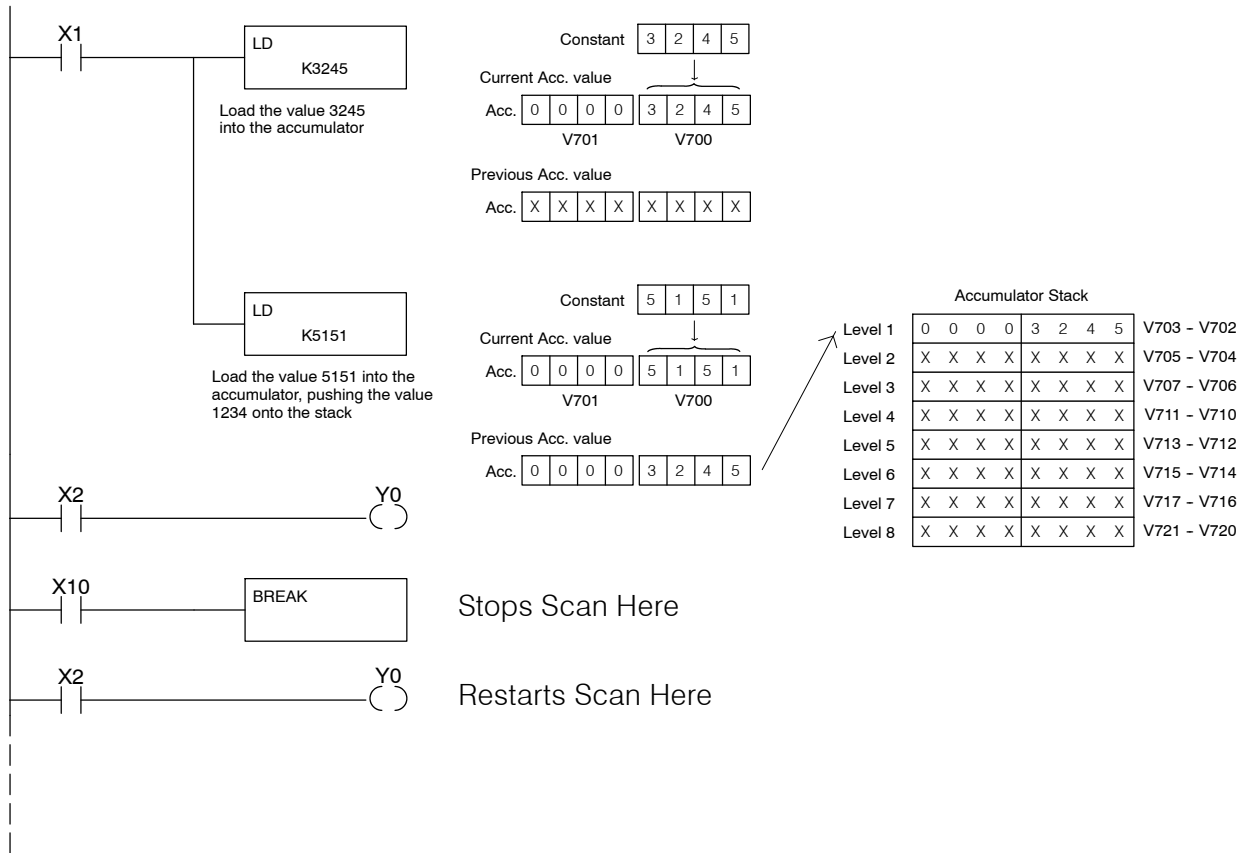 X1
LD
K3245
Load the value 3245
into the accumulator
Constant 3 2 4 5
Current Acc. value
Acc. 0 0 0 0 3 2 4 5
V701 V700
Previous Acc. value
Acc. X X X X X X X X
LD
K5151
Load the value 5151 into the
accumulator, pushing the value
1234 onto the stack
Constant 5 1 5 1
Current Acc. value
Acc. 0 0 0 0 5 1 5 1
V701 V700
Previous Acc. value
Acc. 0 0 0 0 3 2 4 5
Accumulator Stack
Level 1 0 0 0 0 3 2 4 5 V703 - V702
Level 2 X X X X X X X X V705 - V704
Level 3 X X X X X X X X V707 - V706
Level 4 X X X X X X X X V711 - V710
Level 5 X X X X X X X X V713 - V712
Level 6 X X X X X X X X V715 - V714
Level 7 X X X X X X X X V717 - V716
Level 8 X X X X X X X X V721 - V720
X2 Y0
X10
BREAK
Stops Scan Here
X2 Y0
Restarts Scan Here